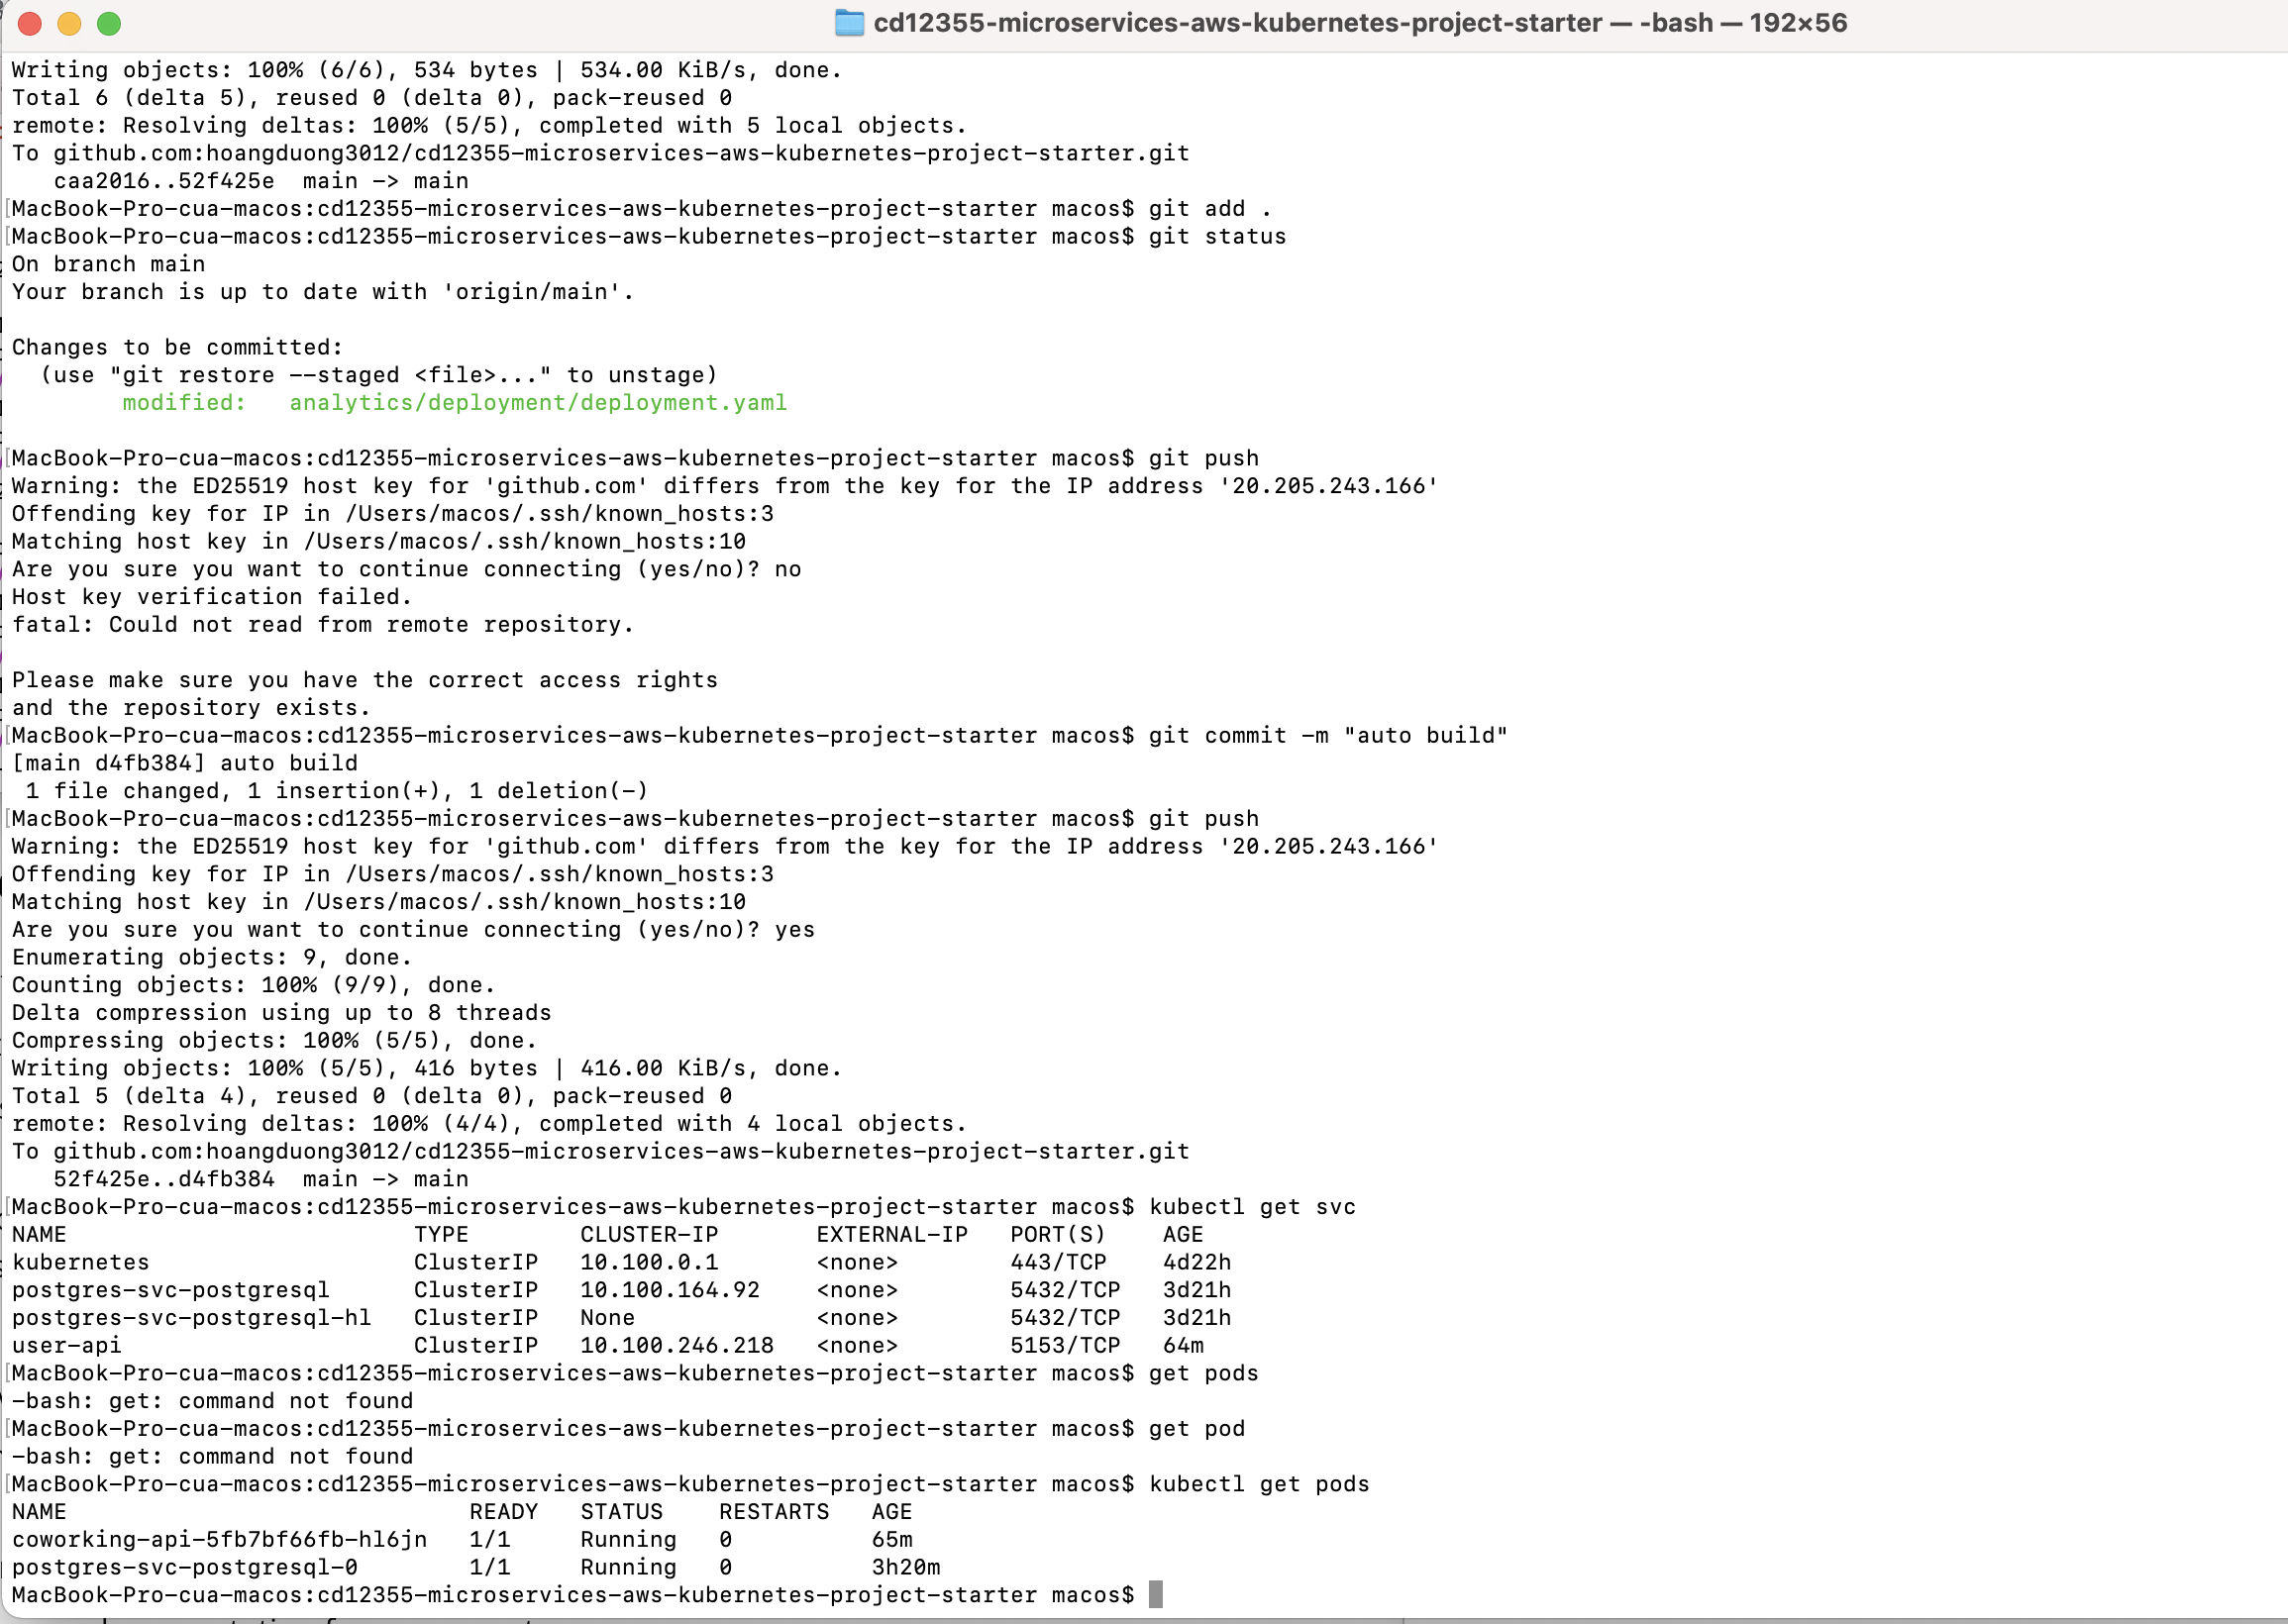 cd12355-microservices-aws-kubernetes-project-starter — -bash — 192×56
Writing objects: 100% (6/6), 534 bytes | 534.00 KiB/s, done.
Total 6 (delta 5), reused 0 (delta 0), pack-reused 0
remote: Resolving deltas: 100% (5/5), completed with 5 local objects.
To github.com:hoangduong3012/cd12355-microservices-aws-kubernetes-project-starter.git
   caa2016..52f425e  main -> main
[MacBook-Pro-cua-macos:cd12355-microservices-aws-kubernetes-project-starter macos$ git add .
[MacBook-Pro-cua-macos:cd12355-microservices-aws-kubernetes-project-starter macos$ git status
On branch main
Your branch is up to date with 'origin/main'.
Changes to be committed:
  (use "git restore --staged <file>..." to unstage)
        modified:   analytics/deployment/deployment.yaml
[MacBook-Pro-cua-macos:cd12355-microservices-aws-kubernetes-project-starter macos$ git push
Warning: the ED25519 host key for 'github.com' differs from the key for the IP address '20.205.243.166'
Offending key for IP in /Users/macos/.ssh/known_hosts:3
Matching host key in /Users/macos/.ssh/known_hosts:10
Are you sure you want to continue connecting (yes/no)? no
Host key verification failed.
fatal: Could not read from remote repository.
Please make sure you have the correct access rights
and the repository exists.
[MacBook-Pro-cua-macos:cd12355-microservices-aws-kubernetes-project-starter macos$ git commit -m "auto build"
[main d4fb384] auto build
 1 file changed, 1 insertion(+), 1 deletion(-)
[MacBook-Pro-cua-macos:cd12355-microservices-aws-kubernetes-project-starter macos$ git push
Warning: the ED25519 host key for 'github.com' differs from the key for the IP address '20.205.243.166'
Offending key for IP in /Users/macos/.ssh/known_hosts:3
Matching host key in /Users/macos/.ssh/known_hosts:10
Are you sure you want to continue connecting (yes/no)? yes
Enumerating objects: 9, done.
Counting objects: 100% (9/9), done.
Delta compression using up to 8 threads
Compressing objects: 100% (5/5), done.
Writing objects: 100% (5/5), 416 bytes | 416.00 KiB/s, done.
Total 5 (delta 4), reused 0 (delta 0), pack-reused 0
remote: Resolving deltas: 100% (4/4), completed with 4 local objects.
To github.com:hoangduong3012/cd12355-microservices-aws-kubernetes-project-starter.git
   52f425e..d4fb384  main -> main
[MacBook-Pro-cua-macos:cd12355-microservices-aws-kubernetes-project-starter macos$ kubectl get svc
NAME                         TYPE        CLUSTER-IP       EXTERNAL-IP   PORT(S)    AGE
kubernetes                   ClusterIP   10.100.0.1       <none>        443/TCP    4d22h
postgres-svc-postgresql      ClusterIP   10.100.164.92    <none>        5432/TCP   3d21h
postgres-svc-postgresql-hl   ClusterIP   None             <none>        5432/TCP   3d21h
user-api                     ClusterIP   10.100.246.218   <none>        5153/TCP   64m
[MacBook-Pro-cua-macos:cd12355-microservices-aws-kubernetes-project-starter macos$ get pods
-bash: get: command not found
[MacBook-Pro-cua-macos:cd12355-microservices-aws-kubernetes-project-starter macos$ get pod
-bash: get: command not found
[MacBook-Pro-cua-macos:cd12355-microservices-aws-kubernetes-project-starter macos$ kubectl get pods
NAME                             READY   STATUS    RESTARTS   AGE
coworking-api-5fb7bf66fb-hl6jn   1/1     Running   0          65m
postgres-svc-postgresql-0        1/1     Running   0          3h20m
MacBook-Pro-cua-macos:cd12355-microservices-aws-kubernetes-project-starter macos$